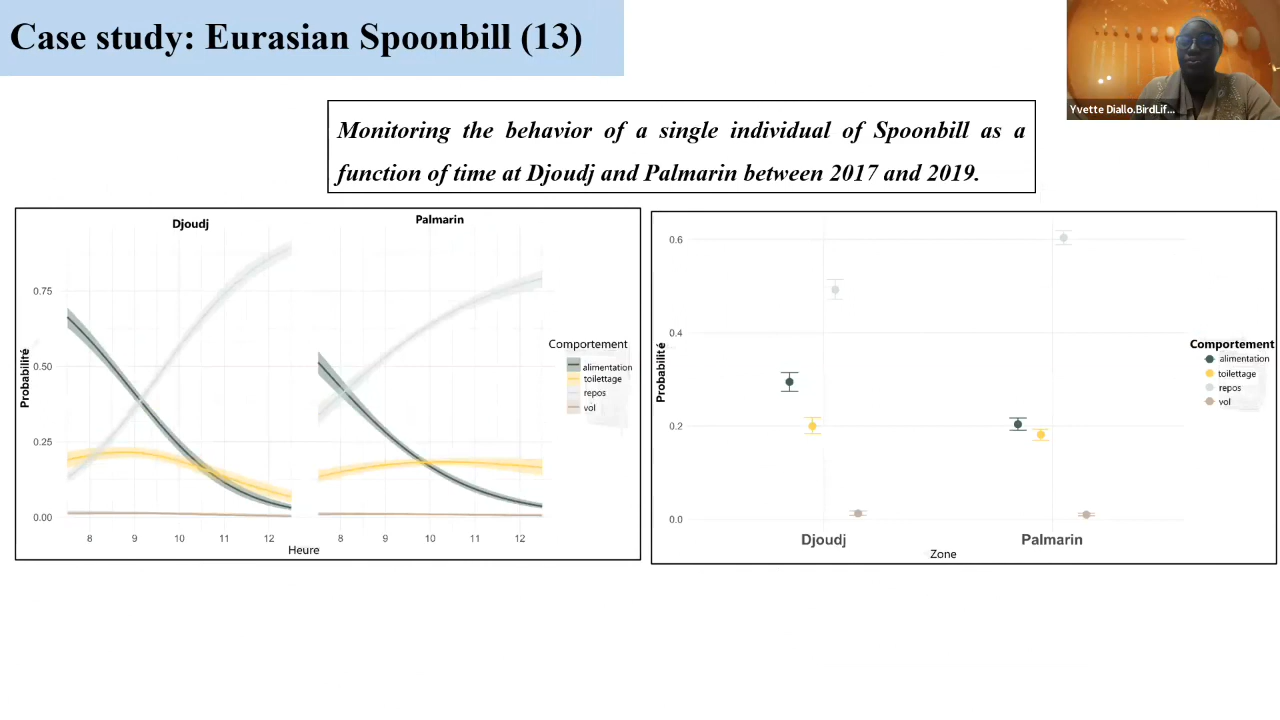 Case study: Eurasian Spoonbill (13)
Yvette Diallo.BirdLif...
Monitoring the behavior of a single individual of Spoonbill as a
function of time at Djoudj and Palmarin between 2017 and 2019.
Djoudj
Palmarin
Probabilité
0.75
0.50
0.25
0.00
8 9 10 11 12
8 9 10 11 12
Heure
Comportement
alimentation
toilettage
repos
vol
Probabilité
0.6
0.4
0.2
0.0
Djoudj
Palmarin
Zone
Comportement
alimentation
toilettage
repos
vol